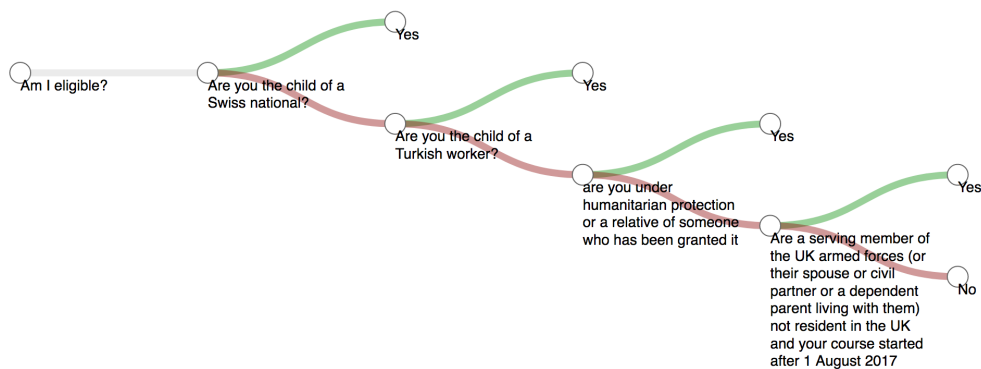 Yes
Am I eligible?
Are you the child of a
Swiss national?
Yes
Are you the child of a
Turkish worker?
Yes
are you under
humanitarian protection
or a relative of someone
who has been granted it
Yes
Are a serving member of
the UK armed forces (or
their spouse or civil
partner or a dependent
parent living with them)
not resident in the UK
and your course started
after 1 August 2017
No